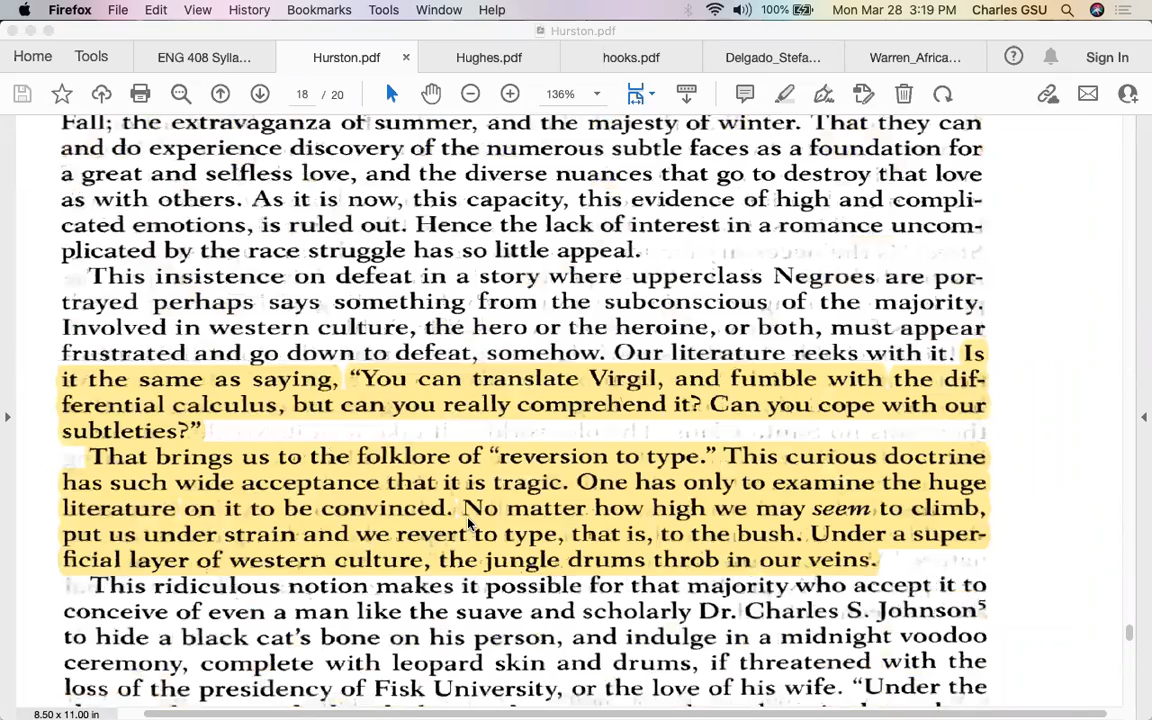 Firefox File Edit View History Bookmarks Tools Window Help 100% Mon Mar 28 3:19 PM Charles GSU
Hurston.pdf
Home Tools ENG 408 Sylla... Hurston.pdf × Hughes.pdf hooks.pdf Delgado_Stefa... Warren_Africa... Sign In
18 / 20 136%
Fall; the extravaganza of summer, and the majesty of winter. That they can
and do experience discovery of the numerous subtle faces as a foundation for
a great and selfless love, and the diverse nuances that go to destroy that love
as with others. As it is now, this capacity, this evidence of high and compli-
cated emotions, is ruled out. Hence the lack of interest in a romance uncom-
plicated by the race struggle has so little appeal.
This insistence on defeat in a story where upperclass Negroes are por-
trayed perhaps says something from the subconscious of the majority.
Involved in western culture, the hero or the heroine, or both, must appear
frustrated and go down to defeat, somehow. Our literature reeks with it. Is
it the same as saying, “You can translate Virgil, and fumble with the dif-
ferential calculus, but can you really comprehend it? Can you cope with our
subtleties?”
That brings us to the folklore of “reversion to type.” This curious doctrine
has such wide acceptance that it is tragic. One has only to examine the huge
literature on it to be convinced. No matter how high we may seem to climb,
put us under strain and we revert to type, that is, to the bush. Under a super-
ficial layer of western culture, the jungle drums throb in our veins.
This ridiculous notion makes it possible for that majority who accept it to
conceive of even a man like the suave and scholarly Dr. Charles S. Johnson⁵
to hide a black cat’s bone on his person, and indulge in a midnight voodoo
ceremony, complete with leopard skin and drums, if threatened with the
loss of the presidency of Fisk University, or the love of his wife. “Under the
8.50 x 11.00 in